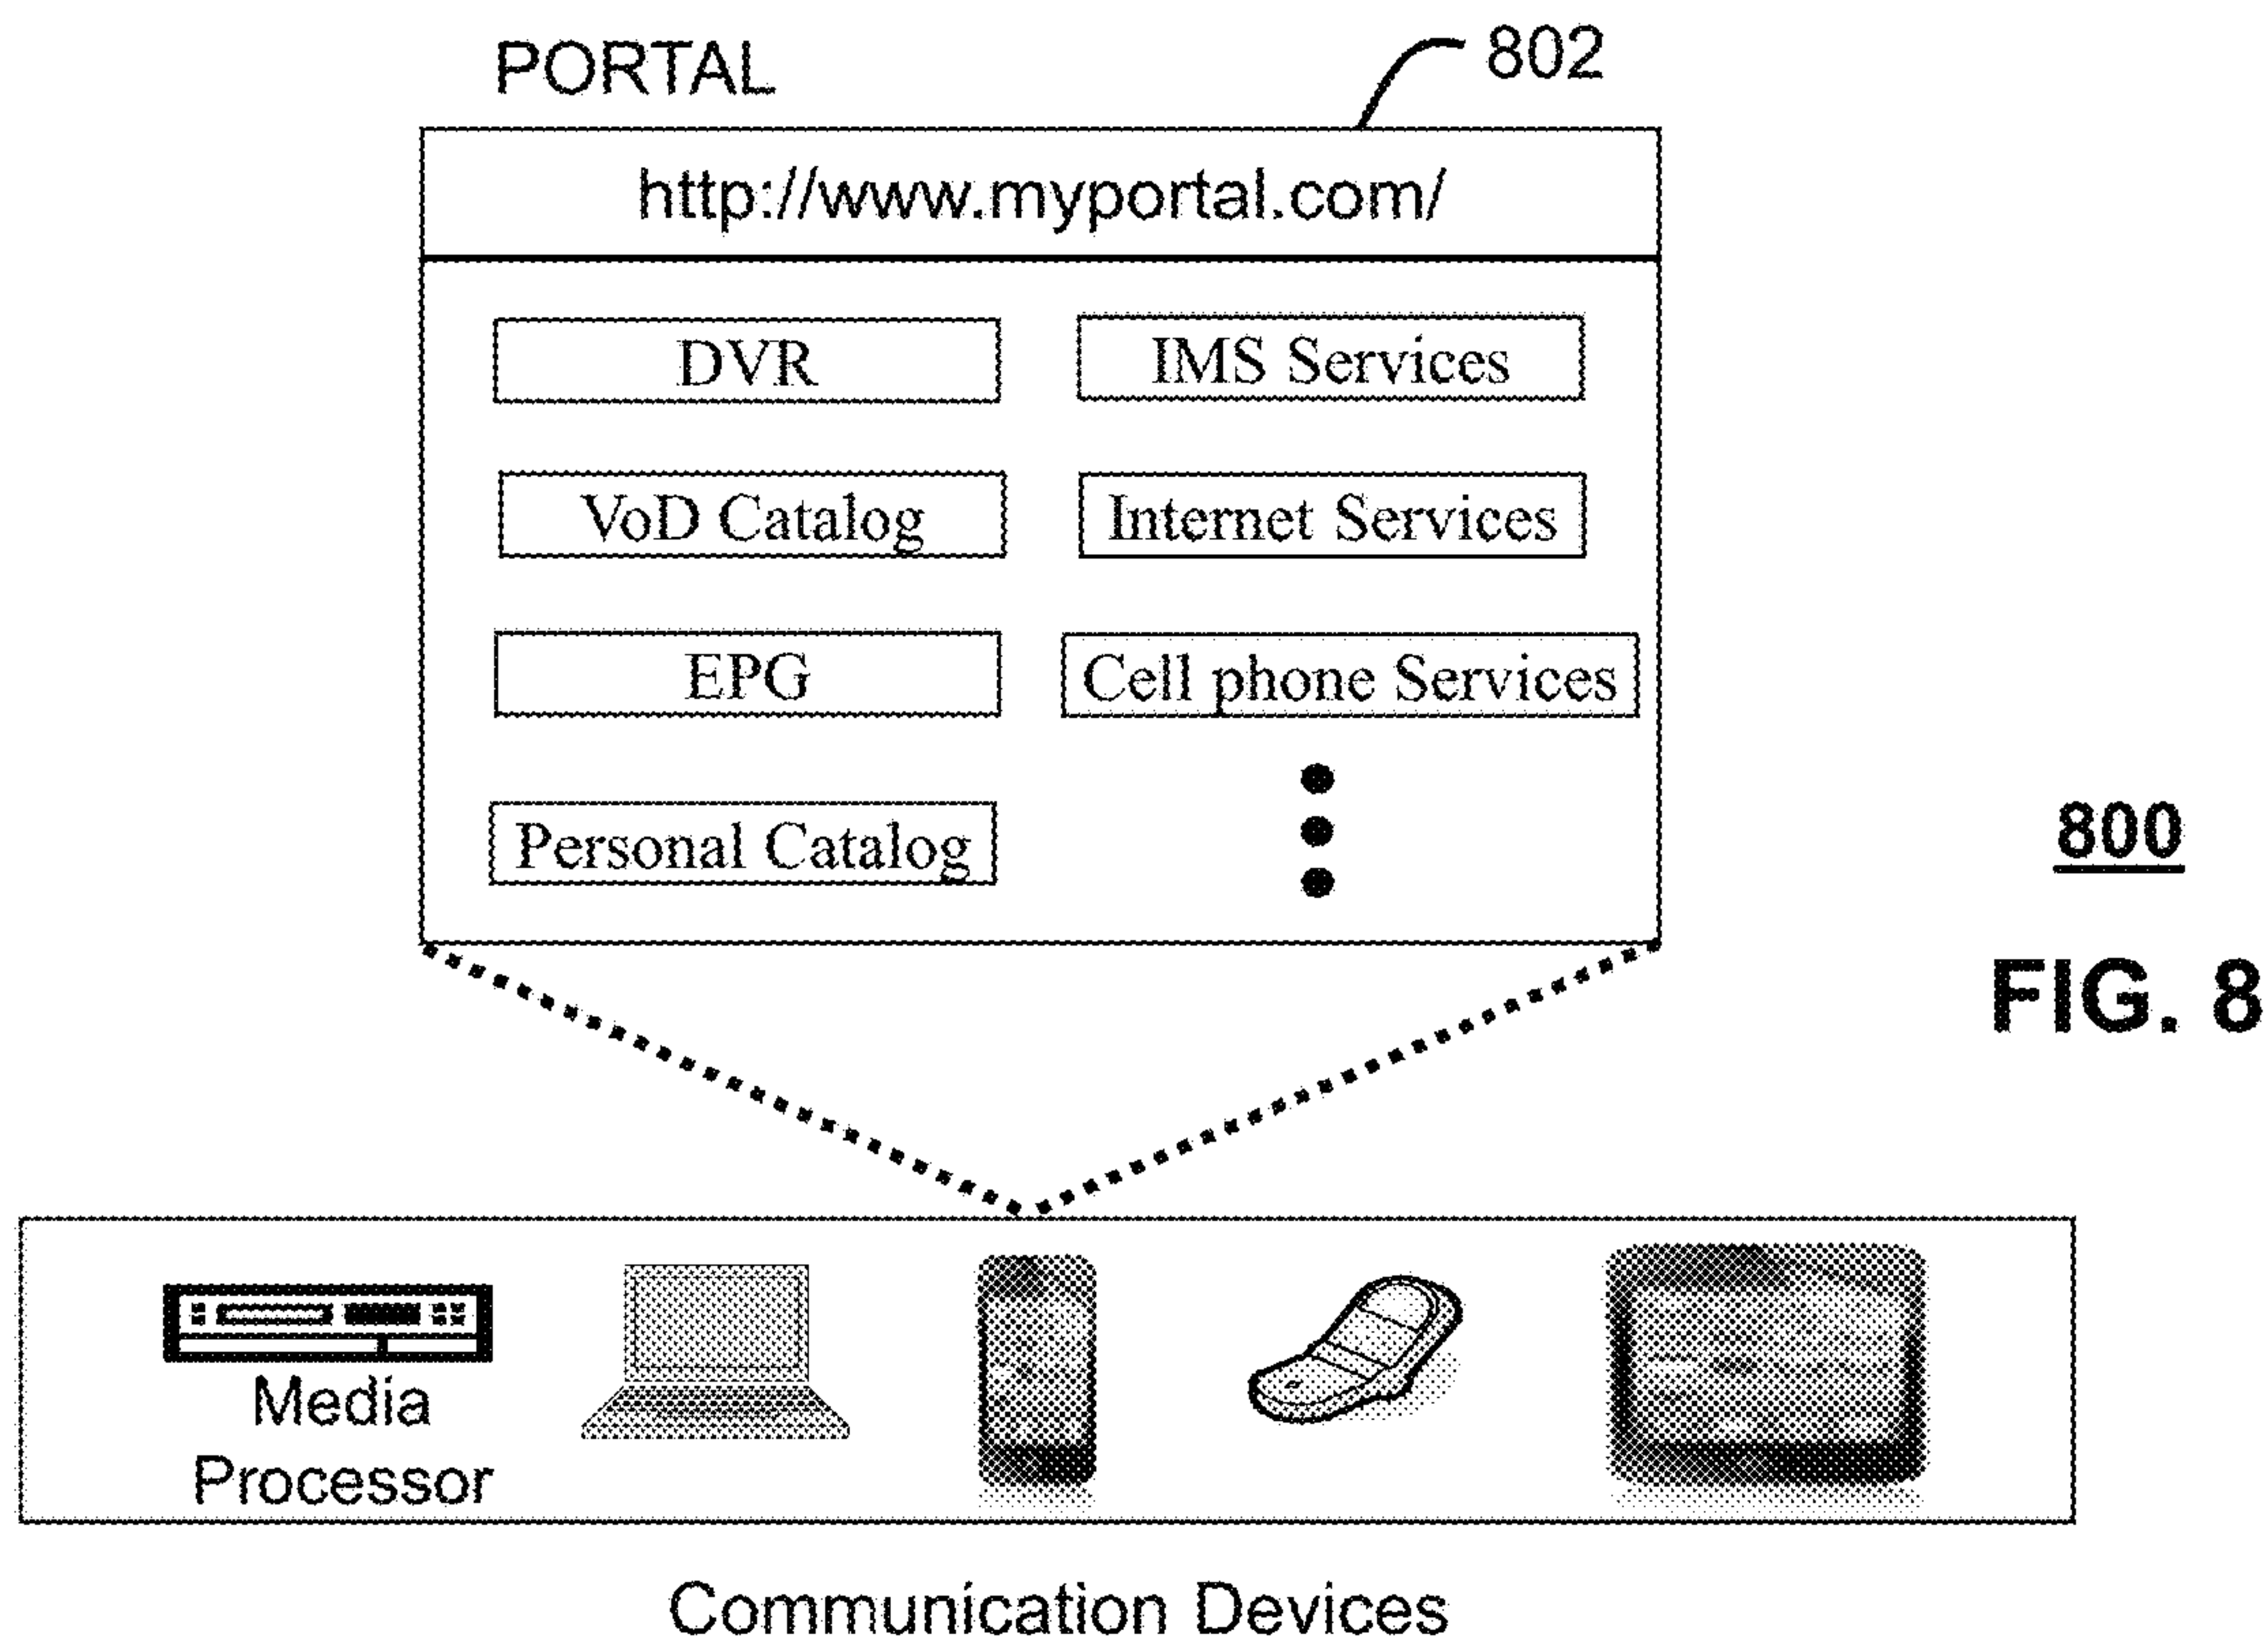 PORTAL
802
http://www.myportal.com/
DVR
IMS Services
VoD Catalog
Internet Services
EPG
Cell phone Services
Personal Catalog
800
FIG. 8
Media
Processor
Communication Devices